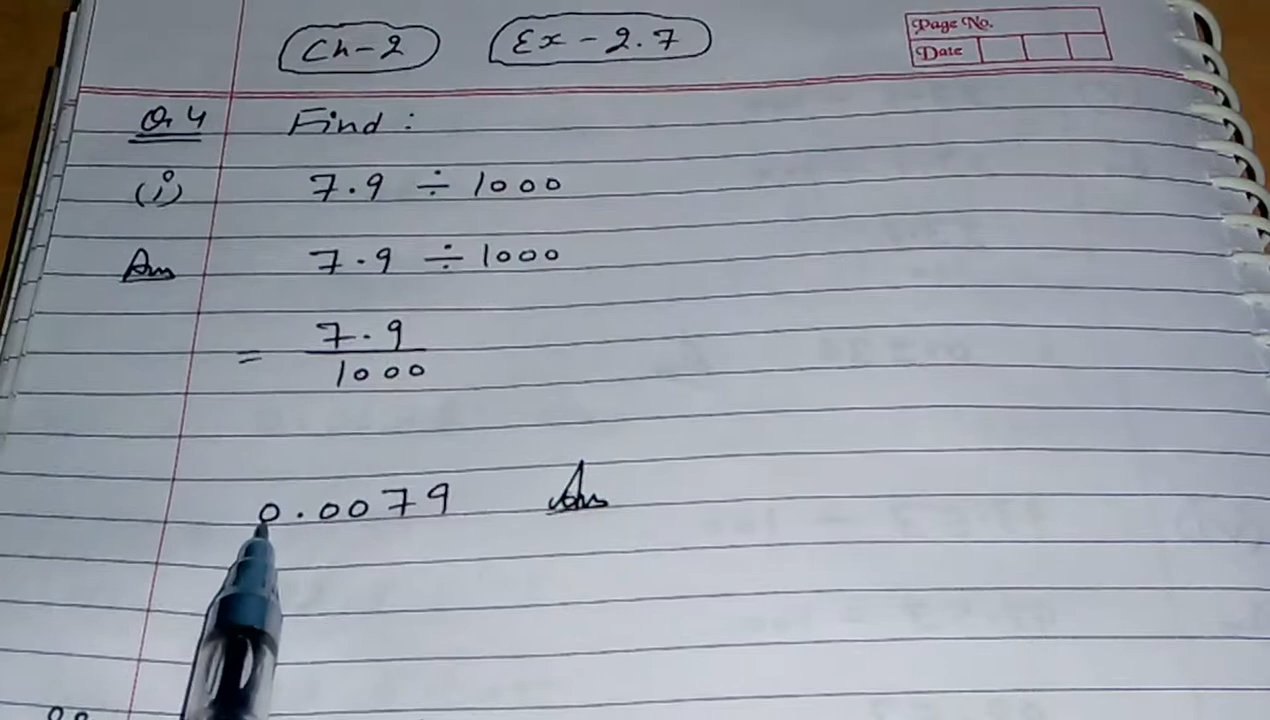 Ch-2 Ex-2.7
Page No.
Date
Q.4 Find :
(i) 7.9 ÷ 1000
Ans 7.9 ÷ 1000
= 7.9
1000
0.0079 Ans